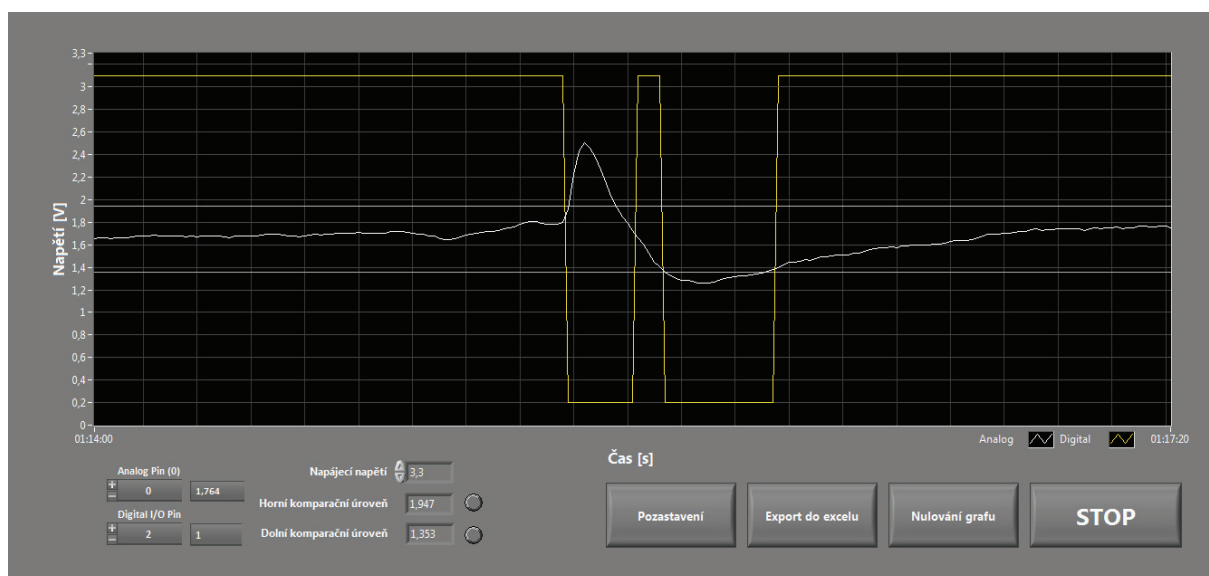 3,3
3
2,8
2,6
2,4
2,2
2
1,8
1,6
1,4
1,2
1
0,8
0,6
0,4
0,2
0
Napětí [V]
01:14:00
Analog
Digital
01:17:20
Čas [s]
Analog Pin (0)
+
−
0
1,764
Digital I/O Pin
+
−
2
1
Napájecí napětí
3,3
Horní komparační úroveň
1,947
Dolní komparační úroveň
1,353
Pozastavení
Export do excelu
Nulování grafu
STOP